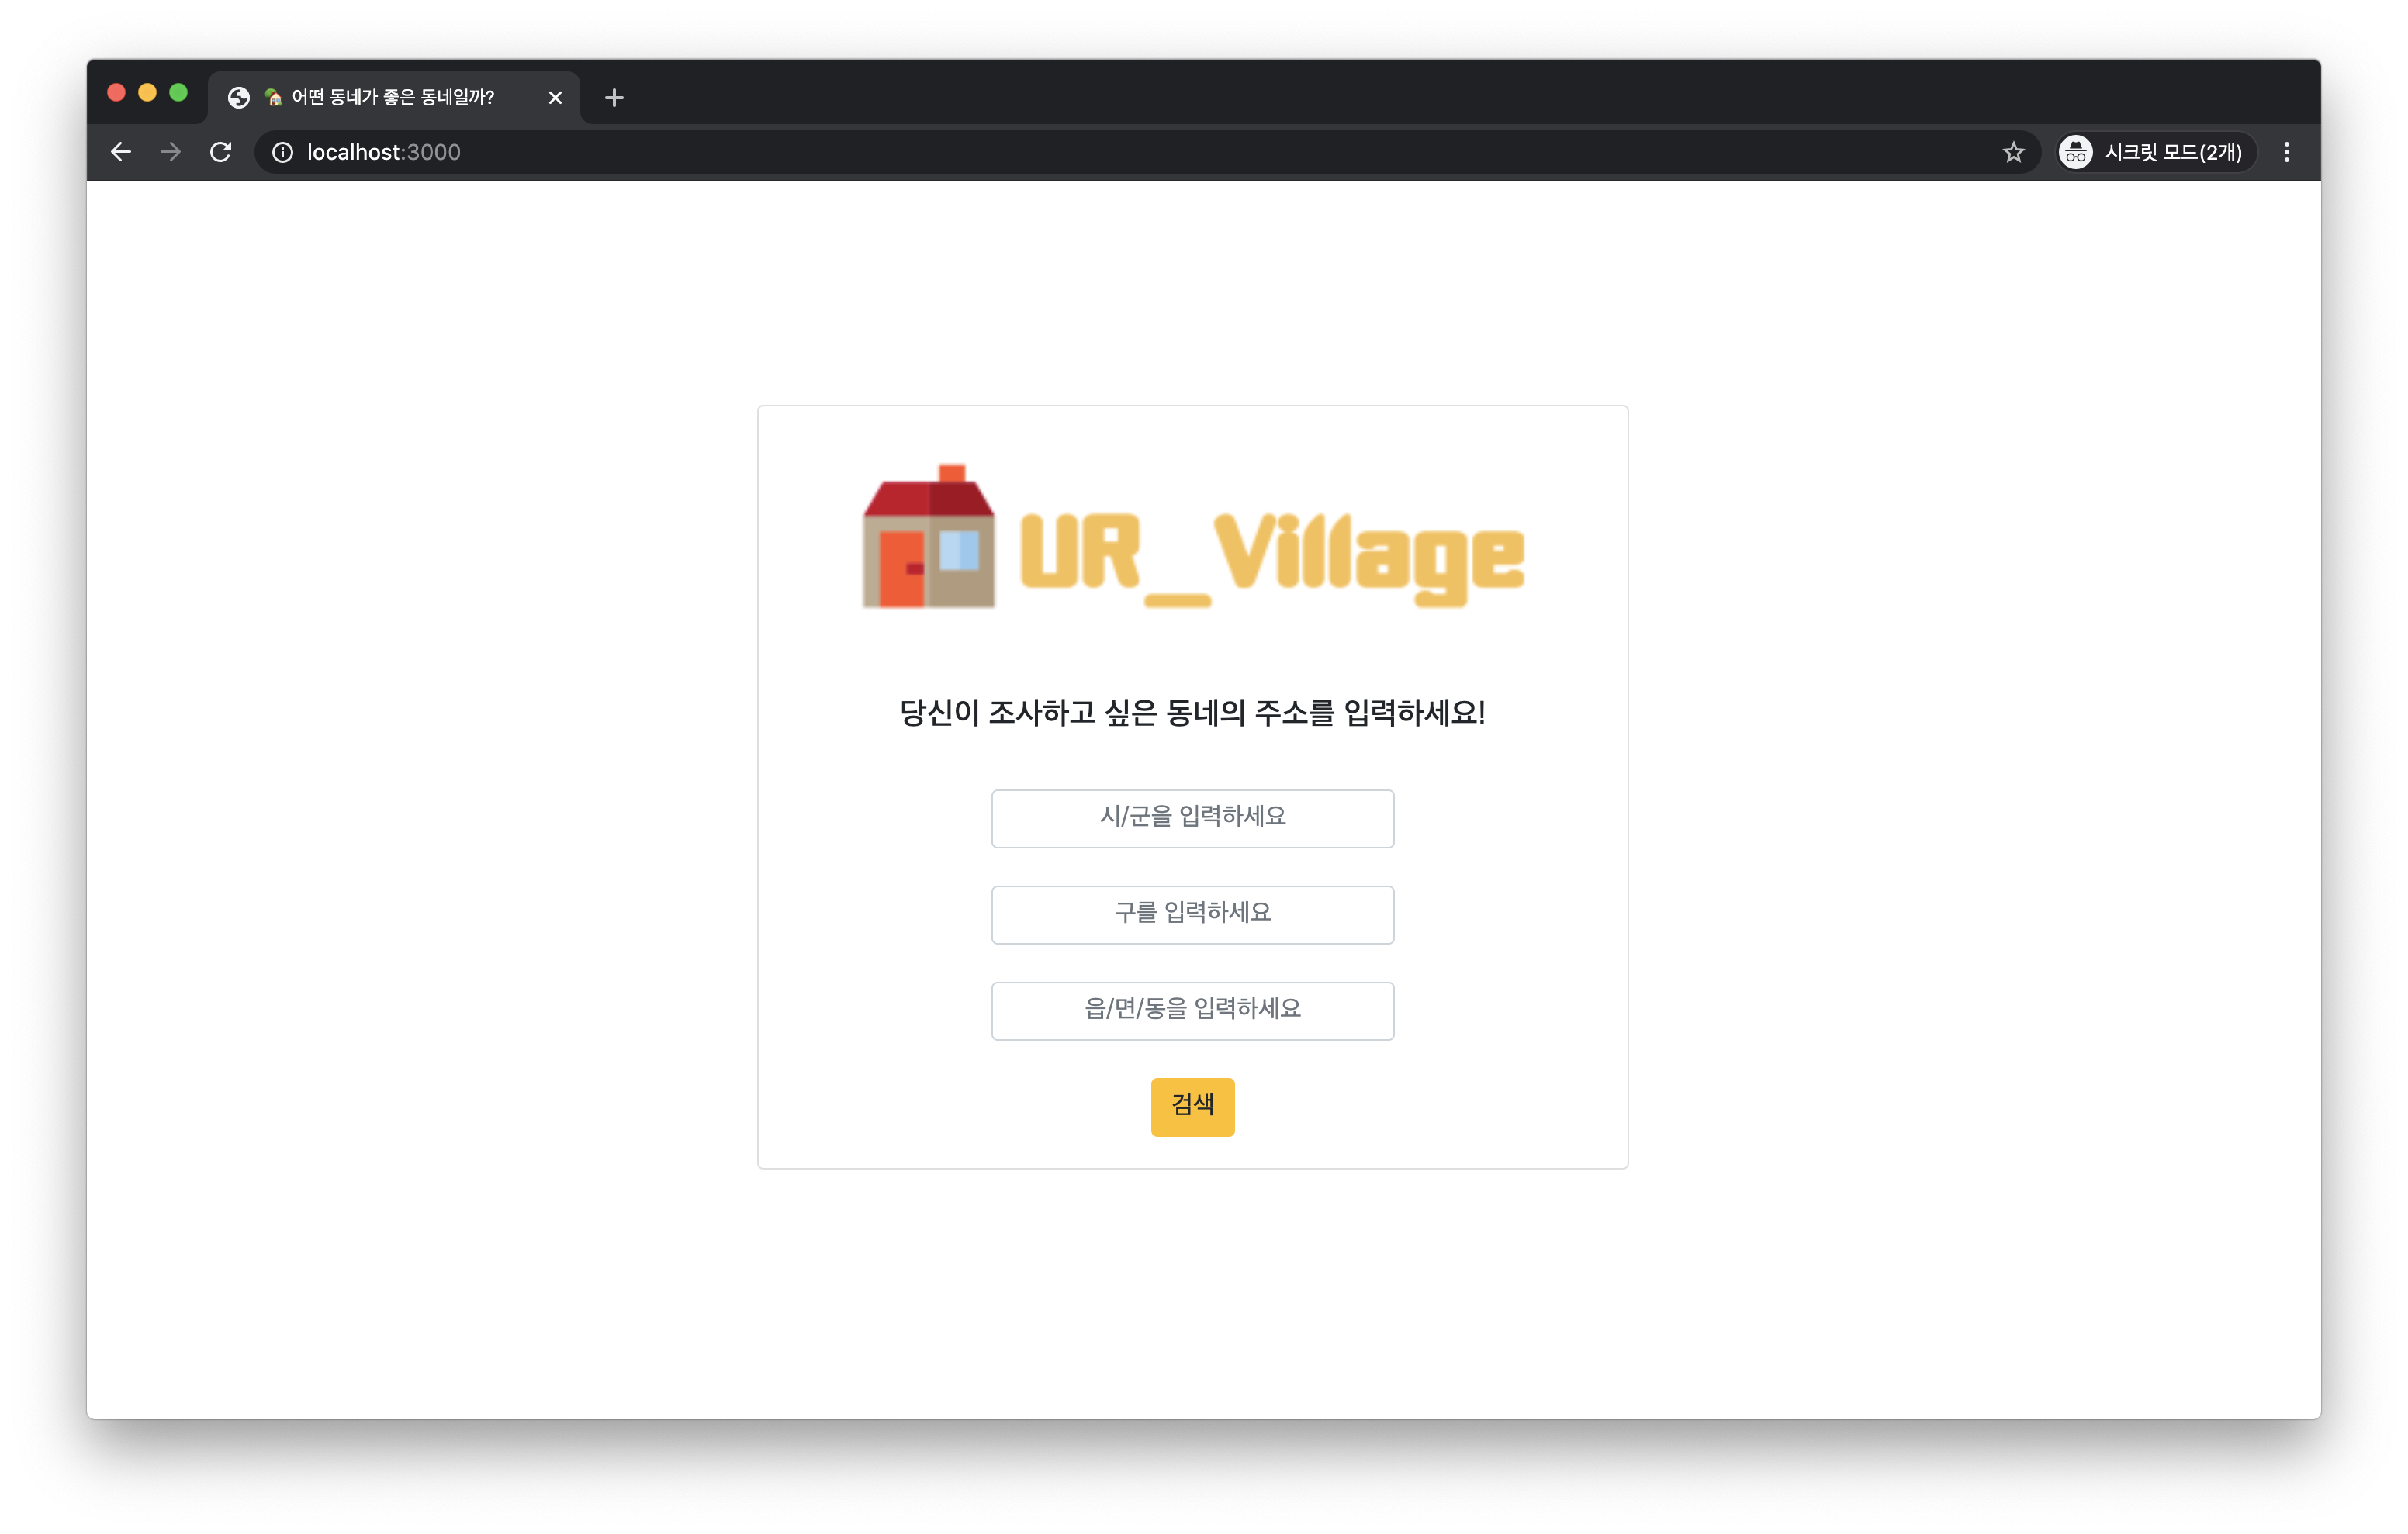 어떤 동네가 좋은 동네일까?
localhost:3000
시크릿 모드(2개)
UR_Village
당신이 조사하고 싶은 동네의 주소를 입력하세요!
시/군을 입력하세요
구를 입력하세요
읍/면/동을 입력하세요
검색